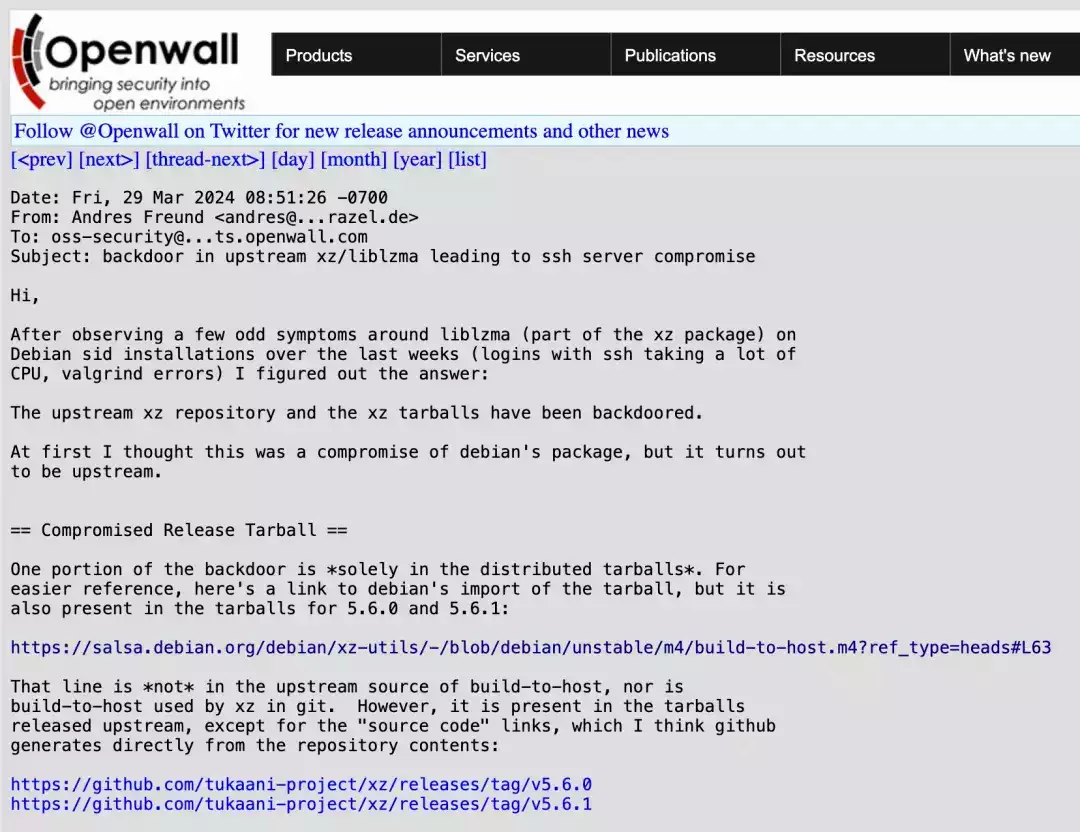 Openwall
bringing security into
open environments
Products
Services
Publications
Resources
What's new
Follow @Openwall on Twitter for new release announcements and other news
[<prev] [next>] [thread-next>] [day] [month] [year] [list]
Date: Fri, 29 Mar 2024 08:51:26 -0700
From: Andres Freund <andres@...razel.de>
To: oss-security@...ts.openwall.com
Subject: backdoor in upstream xz/liblzma leading to ssh server compromise
Hi,
After observing a few odd symptoms around liblzma (part of the xz package) on
Debian sid installations over the last weeks (logins with ssh taking a lot of
CPU, valgrind errors) I figured out the answer:
The upstream xz repository and the xz tarballs have been backdoored.
At first I thought this was a compromise of debian's package, but it turns out
to be upstream.
== Compromised Release Tarball ==
One portion of the backdoor is *solely in the distributed tarballs*. For
easier reference, here's a link to debian's import of the tarball, but it is
also present in the tarballs for 5.6.0 and 5.6.1:
https://salsa.debian.org/debian/xz-utils/-/blob/debian/unstable/m4/build-to-host.m4?ref_type=heads#L63
That line is *not* in the upstream source of build-to-host, nor is
build-to-host used by xz in git.  However, it is present in the tarballs
released upstream, except for the "source code" links, which I think github
generates directly from the repository contents:
https://github.com/tukaani-project/xz/releases/tag/v5.6.0
https://github.com/tukaani-project/xz/releases/tag/v5.6.1